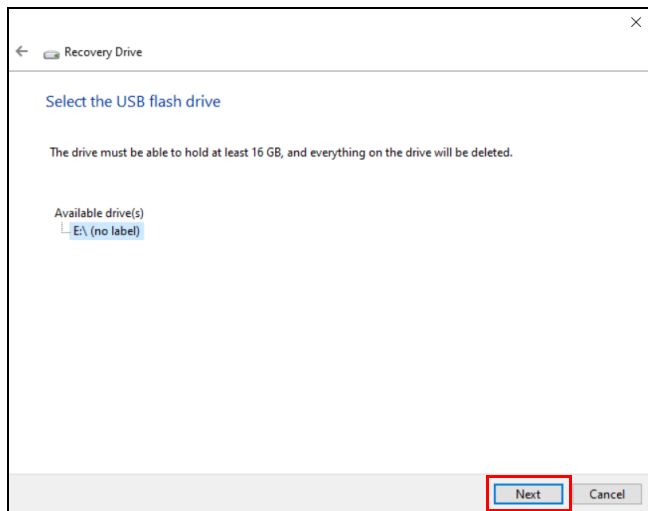 Recovery Drive
Select the USB flash drive
The drive must be able to hold at least 16 GB, and everything on the drive will be deleted.
Available drive(s)
E:\ (no label)
Next Cancel